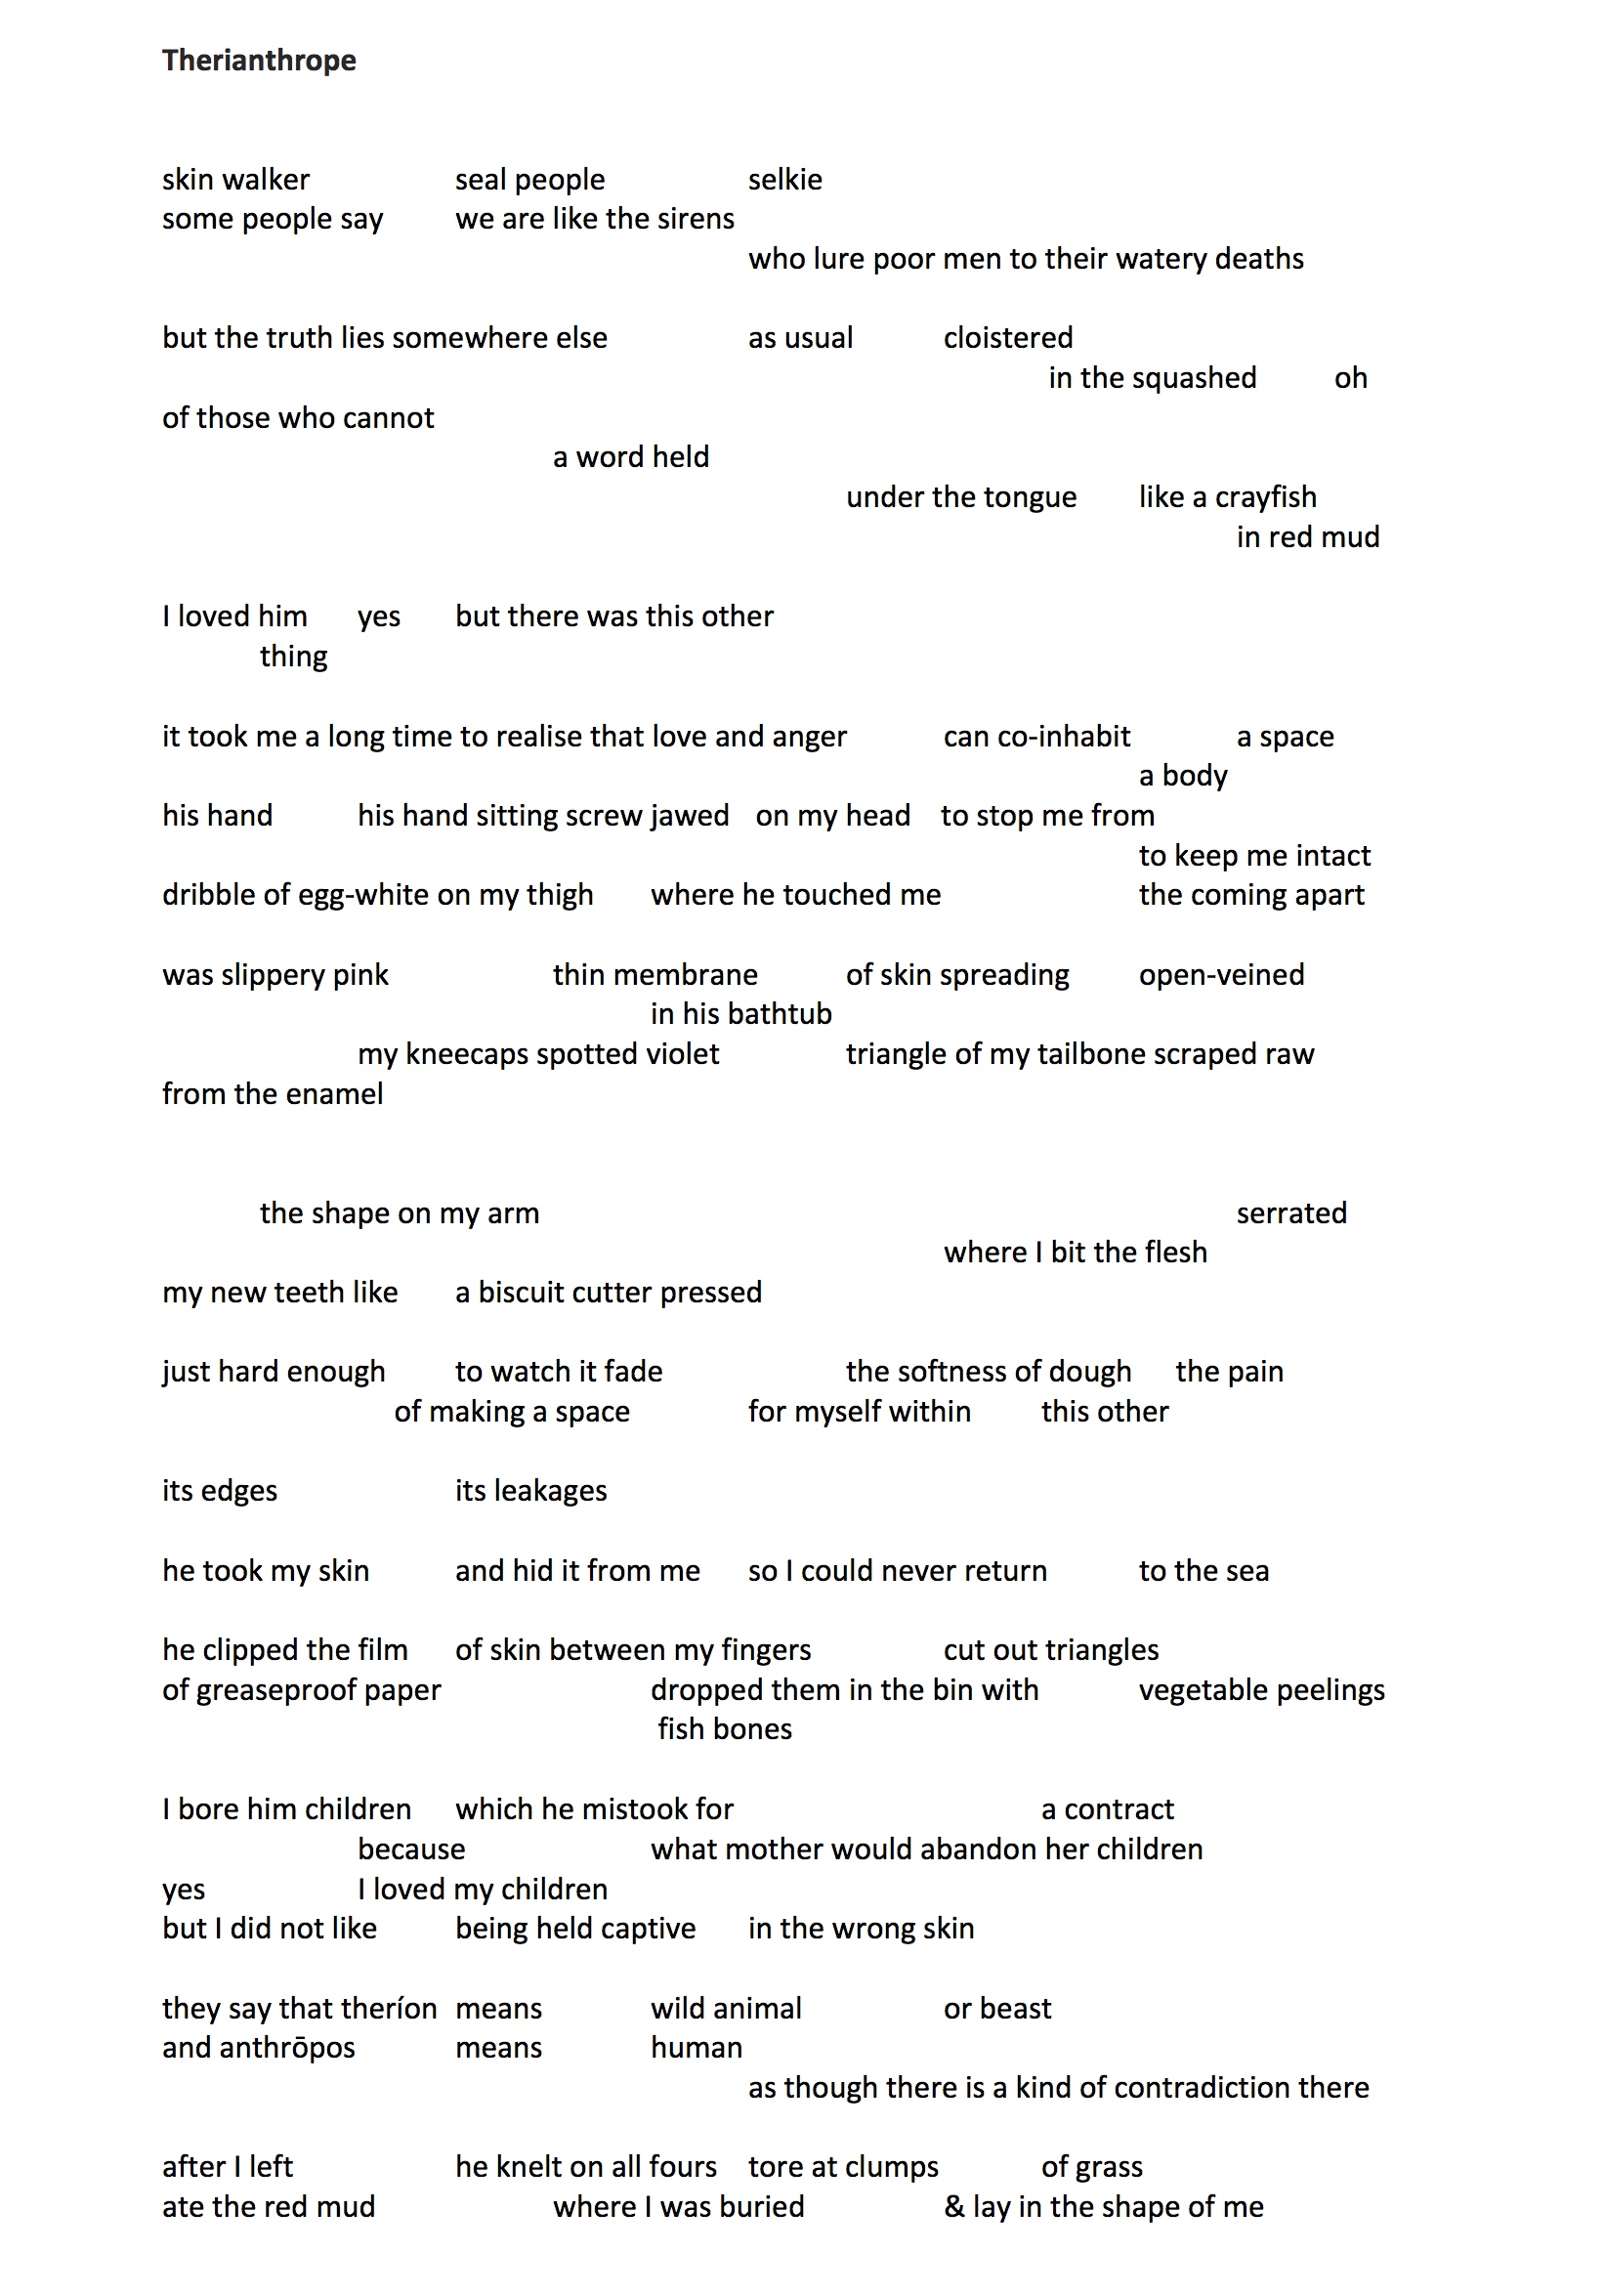 Therianthrope
skin walker seal people selkie
some people say we are like the sirens
who lure poor men to their watery deaths
but the truth lies somewhere else as usual cloistered
in the squashed oh
of those who cannot
a word held
under the tongue like a crayfish
in red mud
I loved him yes but there was this other
thing
it took me a long time to realise that love and anger can co-inhabit a space
a body
his hand his hand sitting screw jawed on my head to stop me from
to keep me intact
dribble of egg-white on my thigh where he touched me the coming apart
was slippery pink thin membrane of skin spreading open-veined
in his bathtub
my kneecaps spotted violet triangle of my tailbone scraped raw
from the enamel
the shape on my arm serrated
where I bit the flesh
my new teeth like a biscuit cutter pressed
just hard enough to watch it fade the softness of dough the pain
of making a space for myself within this other
its edges its leakages
he took my skin and hid it from me so I could never return to the sea
he clipped the film of skin between my fingers cut out triangles
of greaseproof paper dropped them in the bin with vegetable peelings
fish bones
I bore him children which he mistook for a contract
because what mother would abandon her children
yes I loved my children
but I did not like being held captive in the wrong skin
they say that theríon means wild animal or beast
and anthrōpos means human
as though there is a kind of contradiction there
after I left he knelt on all fours tore at clumps of grass
ate the red mud where I was buried & lay in the shape of me